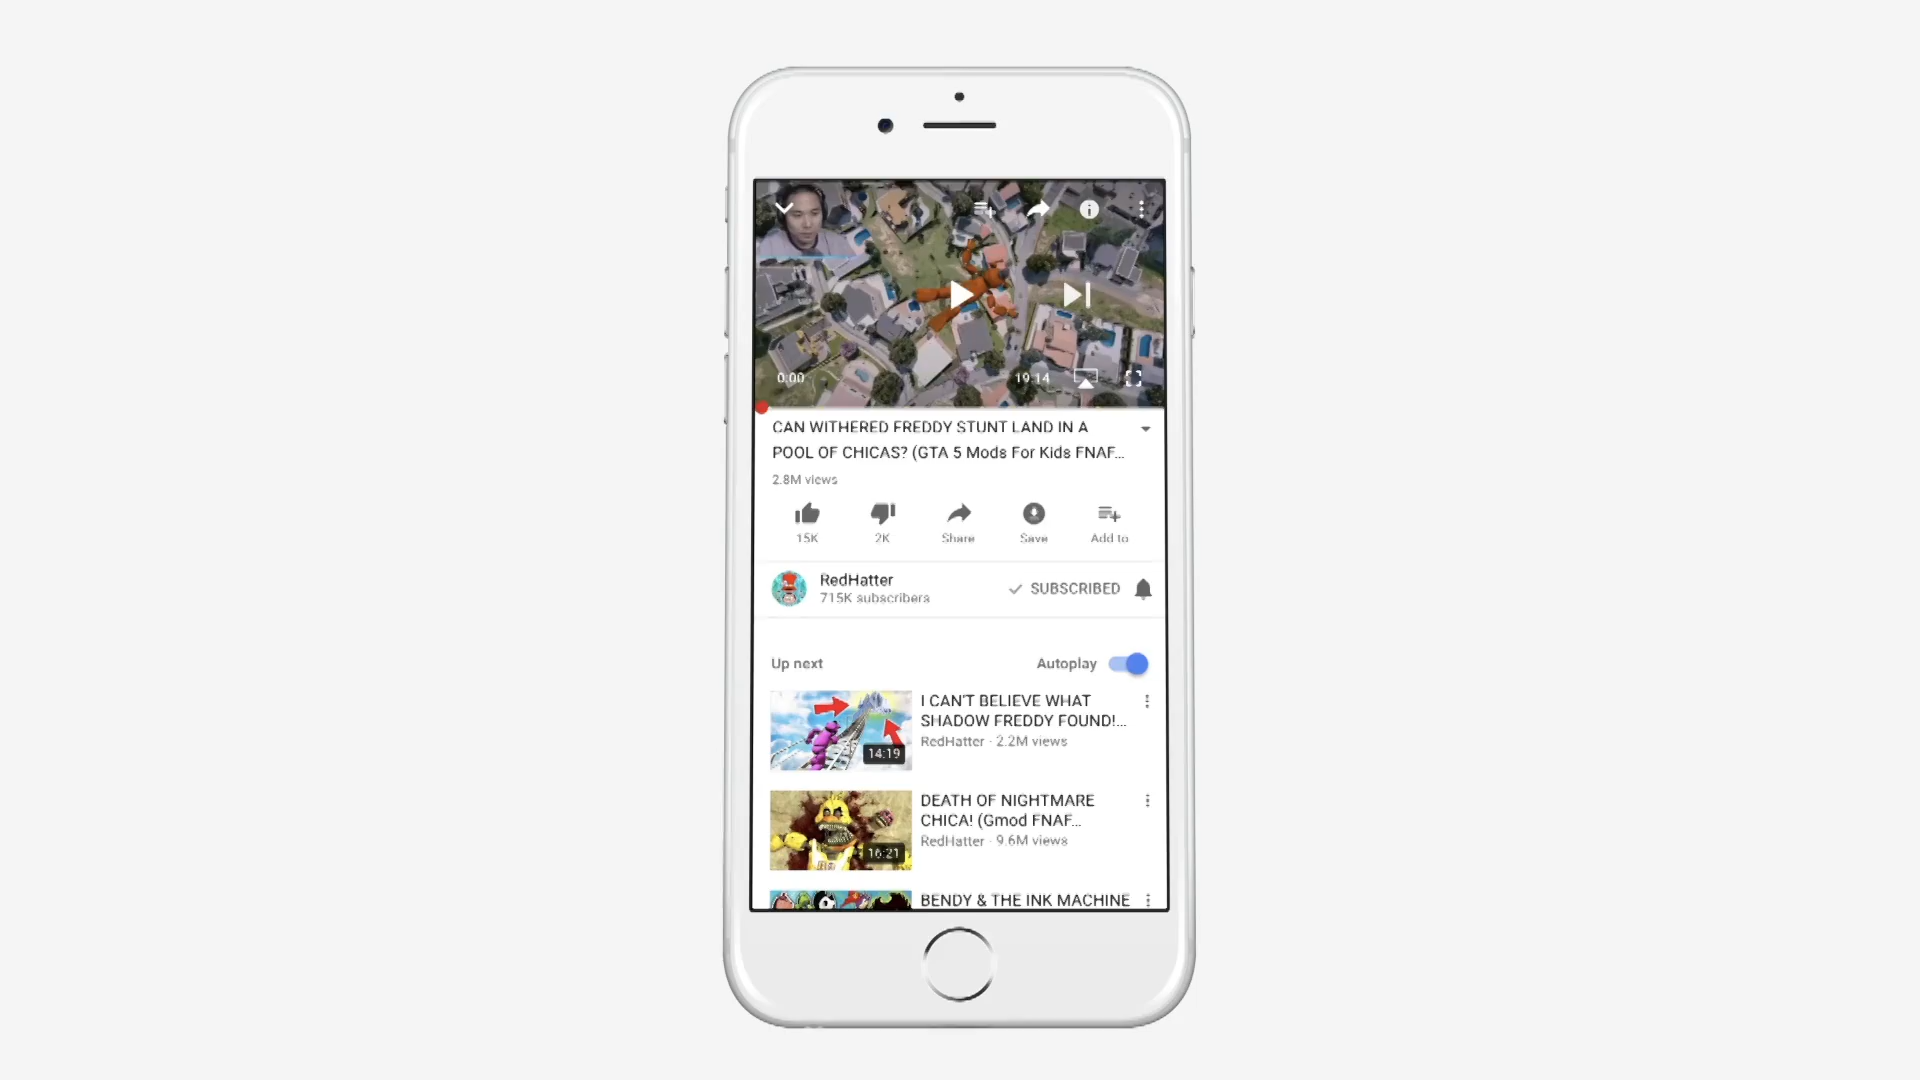 0:00
19:14
CAN WITHERED FREDDY STUNT LAND IN A
POOL OF CHICAS? (GTA 5 Mods For Kids FNAF...
2.8M views
15K
2K
Share
Save
Add to
RedHatter
715K subscribers
SUBSCRIBED
Up next
Autoplay
I CAN'T BELIEVE WHAT
SHADOW FREDDY FOUND!...
RedHatter · 2.2M views
14:19
DEATH OF NIGHTMARE
CHICA! (Gmod FNAF...
RedHatter · 9.6M views
16:21
BENDY & THE INK MACHINE